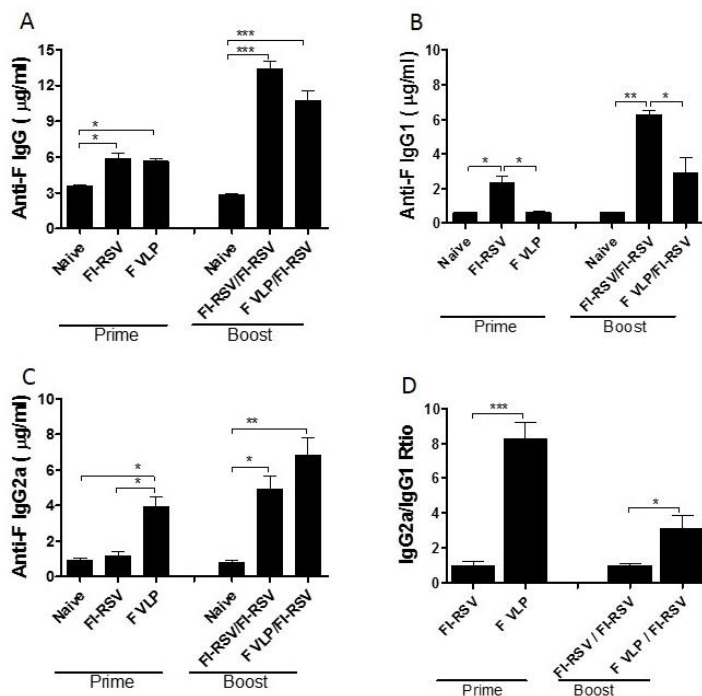 A
Anti-F IgG ( µg/ml)
15
12
9
6
3
0
*
*
***
***
Naive
FI-RSV
F VLP
Naive
FI-RSV/FI-RSV
F VLP/FI-RSV
Prime
Boost
B
Anti-F IgG1 ( µg/ml)
10
8
6
4
2
0
*
*
**
*
Naive
FI-RSV
F VLP
Naive
FI-RSV/FI-RSV
F VLP/FI-RSV
Prime
Boost
C
Anti-F IgG2a ( µg/ml)
10
8
6
4
2
0
*
*
**
*
Naive
FI-RSV
F VLP
Naive
FI-RSV/FI-RSV
F VLP/FI-RSV
Prime
Boost
D
IgG2a/IgG1 Rtio
10
8
6
4
2
0
***
*
FI-RSV
F VLP
FI-RSV / FI-RSV
F VLP / FI-RSV
Prime
Boost